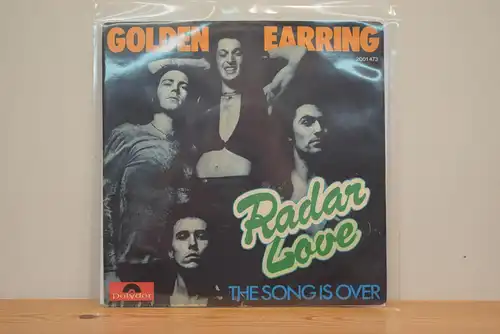 GOLDEN EARRING
2001 473
Radar
Love
THE SONG IS OVER
Polydor